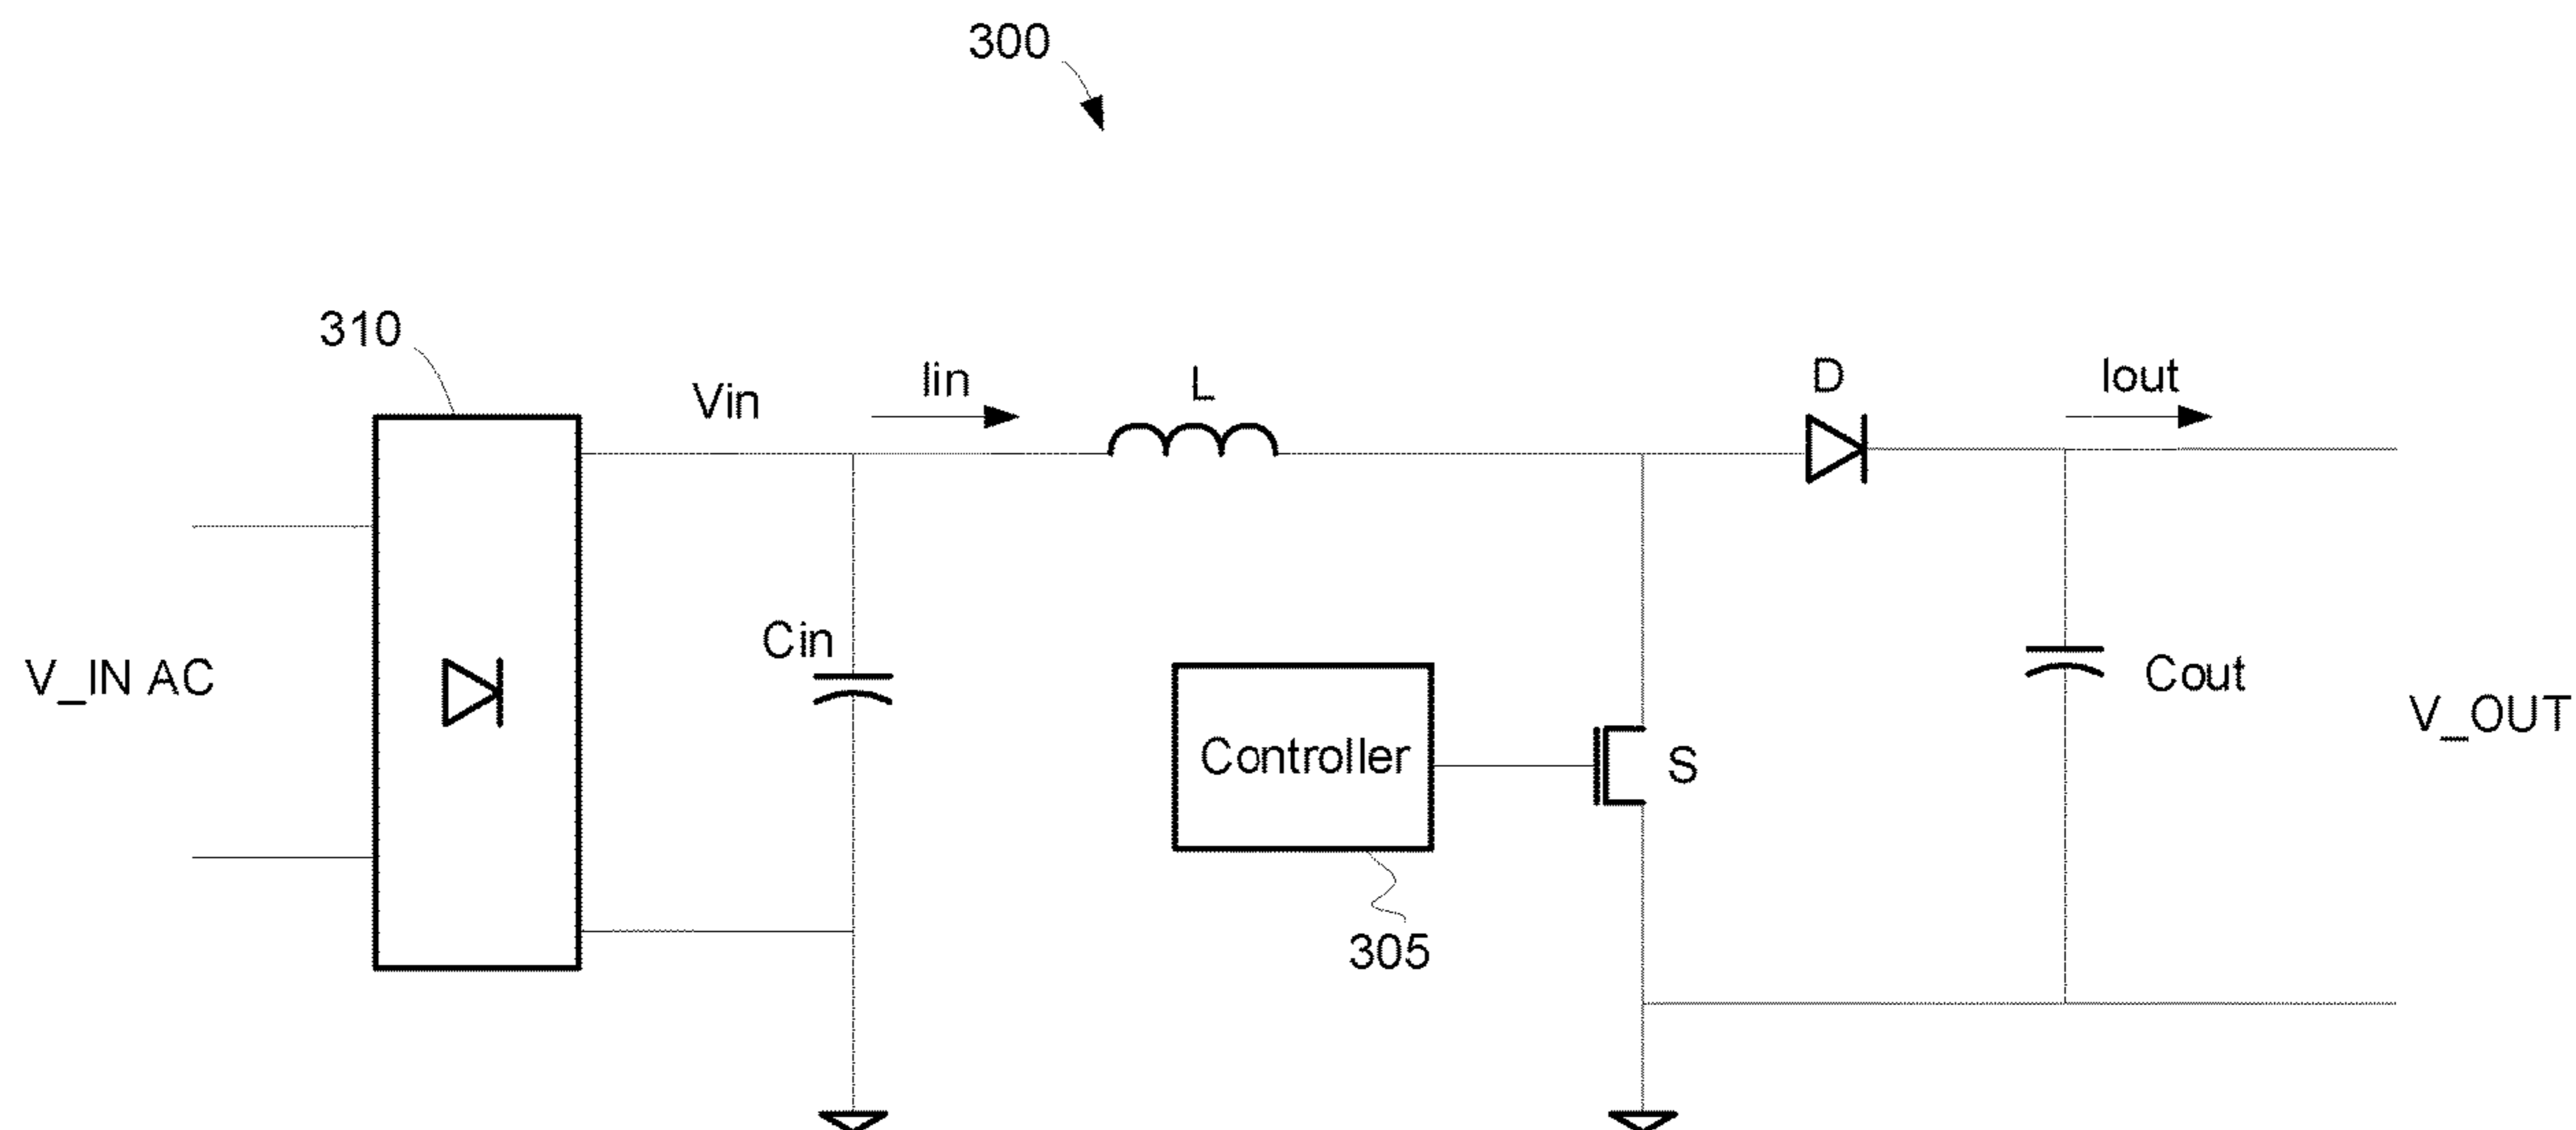 300
310
Vin
Iin
L
D
Iout
Cin
V_IN AC
Controller
S
Cout
V_OUT
305